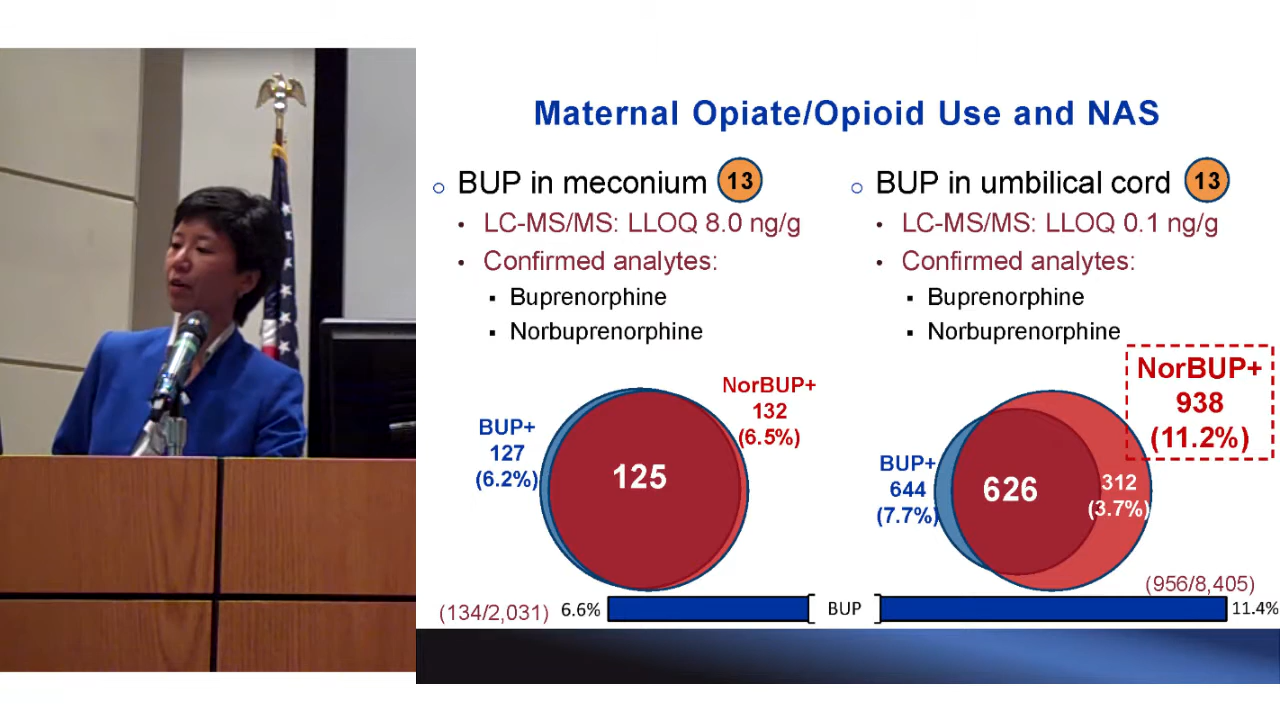 Maternal Opiate/Opioid Use and NAS
BUP in meconium 13
LC-MS/MS: LLOQ 8.0 ng/g
Confirmed analytes:
Buprenorphine
Norbuprenorphine
BUP+
127
(6.2%)
125
NorBUP+
132
(6.5%)
(134/2,031) 6.6%
BUP in umbilical cord 13
LC-MS/MS: LLOQ 0.1 ng/g
Confirmed analytes:
Buprenorphine
Norbuprenorphine
BUP+
644
(7.7%)
626
312
(3.7%)
NorBUP+
938
(11.2%)
(956/8,405)
BUP
11.4%